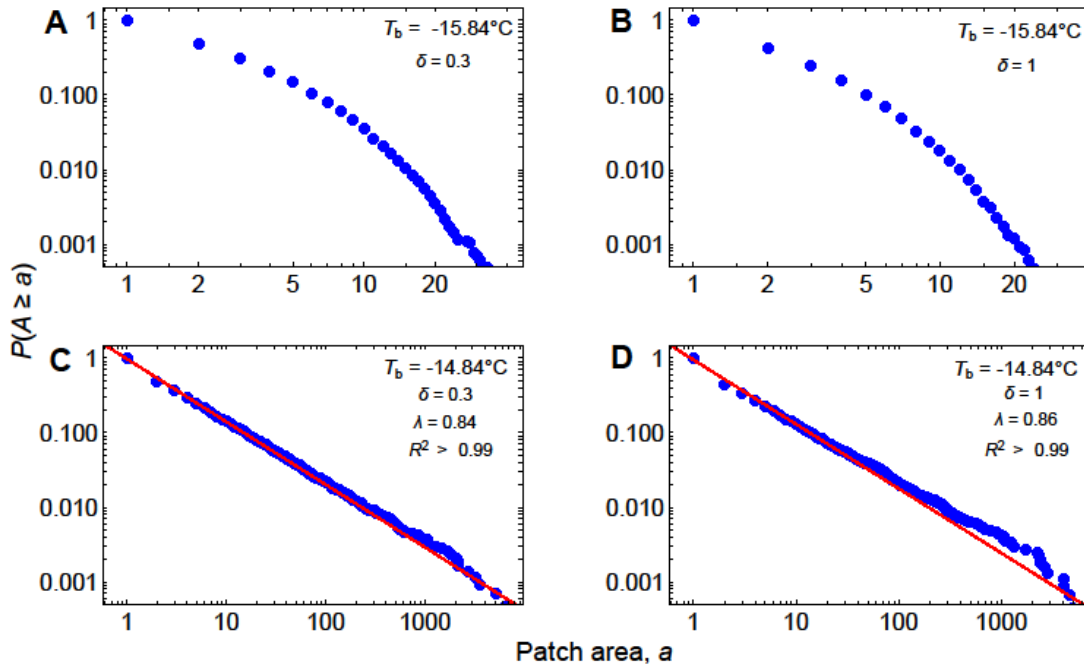 A
T_b = -15.84°C
δ = 0.3
1
0.100
0.010
0.001
1 2 5 10 20
B
T_b = -15.84°C
δ = 1
1
0.100
0.010
0.001
1 2 5 10 20
P(A ≥ a)
C
T_b = -14.84°C
δ = 0.3
λ = 0.84
R² > 0.99
1
0.100
0.010
0.001
1 10 100 1000
D
T_b = -14.84°C
δ = 1
λ = 0.86
R² > 0.99
1
0.100
0.010
0.001
1 10 100 1000
Patch area, a